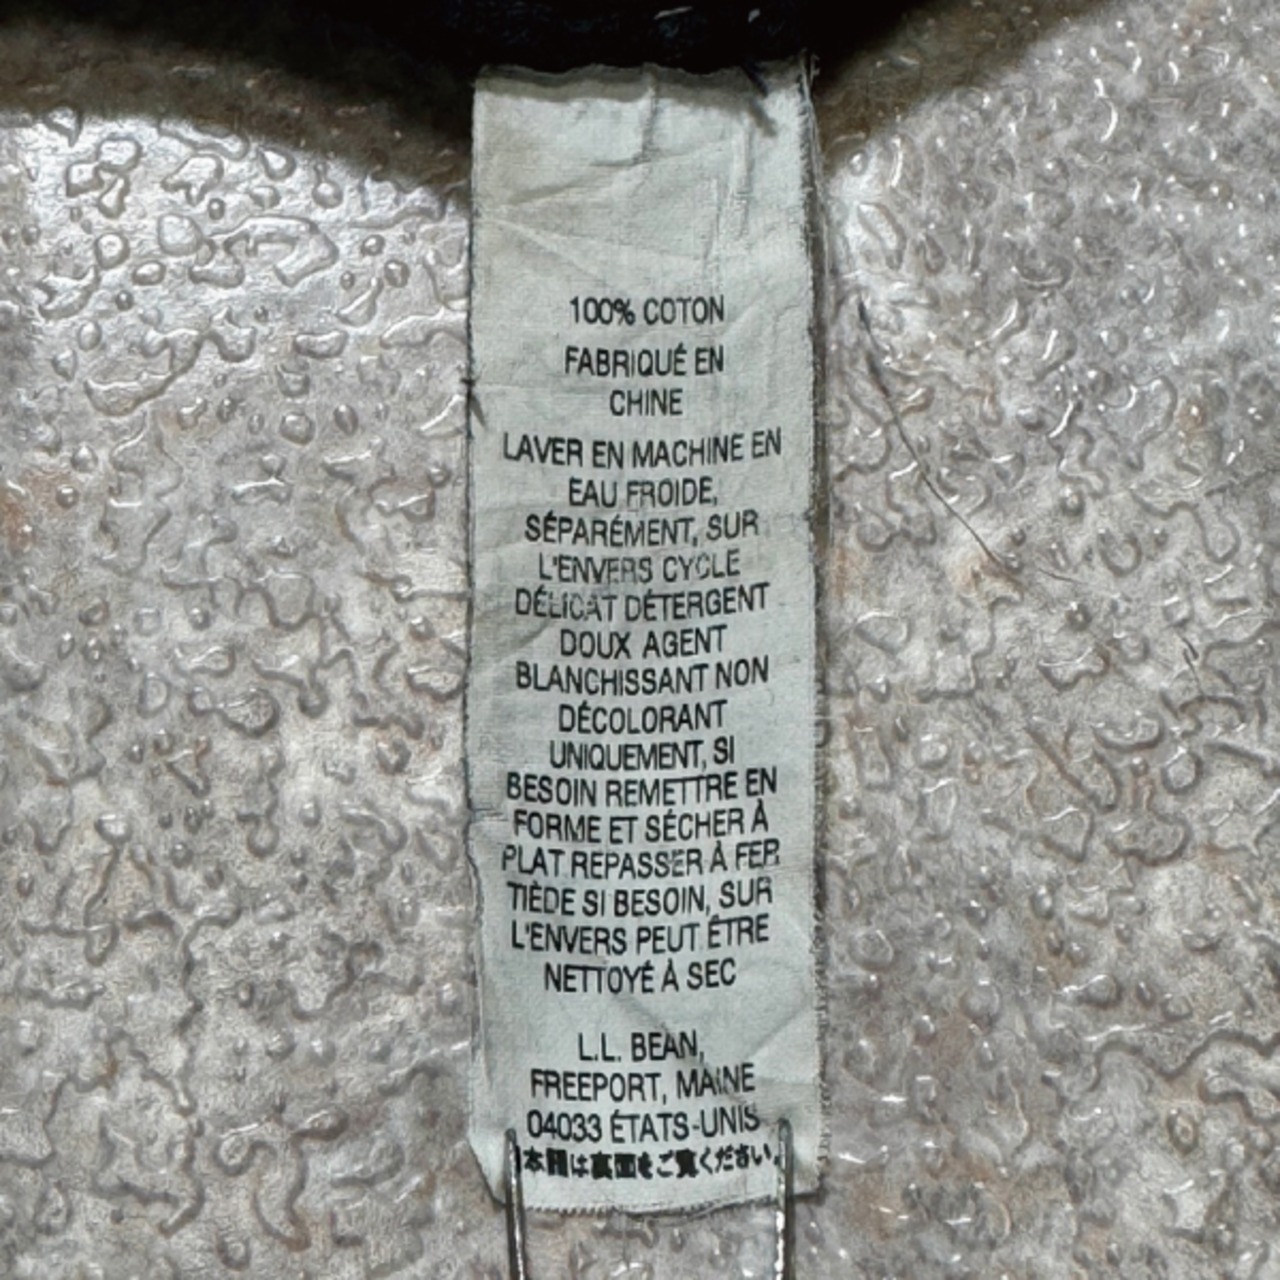 100% COTON
FABRIQUÉ EN
CHINE
LAVER EN MACHINE EN
EAU FROIDE,
SÉPARÉMENT, SUR
L'ENVERS CYCLE
DÉLICAT DÉTERGENT
DOUX AGENT
BLANCHISSANT NON
DÉCOLORANT
UNIQUEMENT, SI
BESOIN REMETTRE EN
FORME ET SÉCHER À
PLAT REPASSER À FER
TIÈDE SI BESOIN, SUR
L'ENVERS PEUT ÊTRE
NETTOYÉ À SEC
L.L. BEAN,
FREEPORT, MAINE
04033 ÉTATS-UNIS
は裏面をご覧ください。